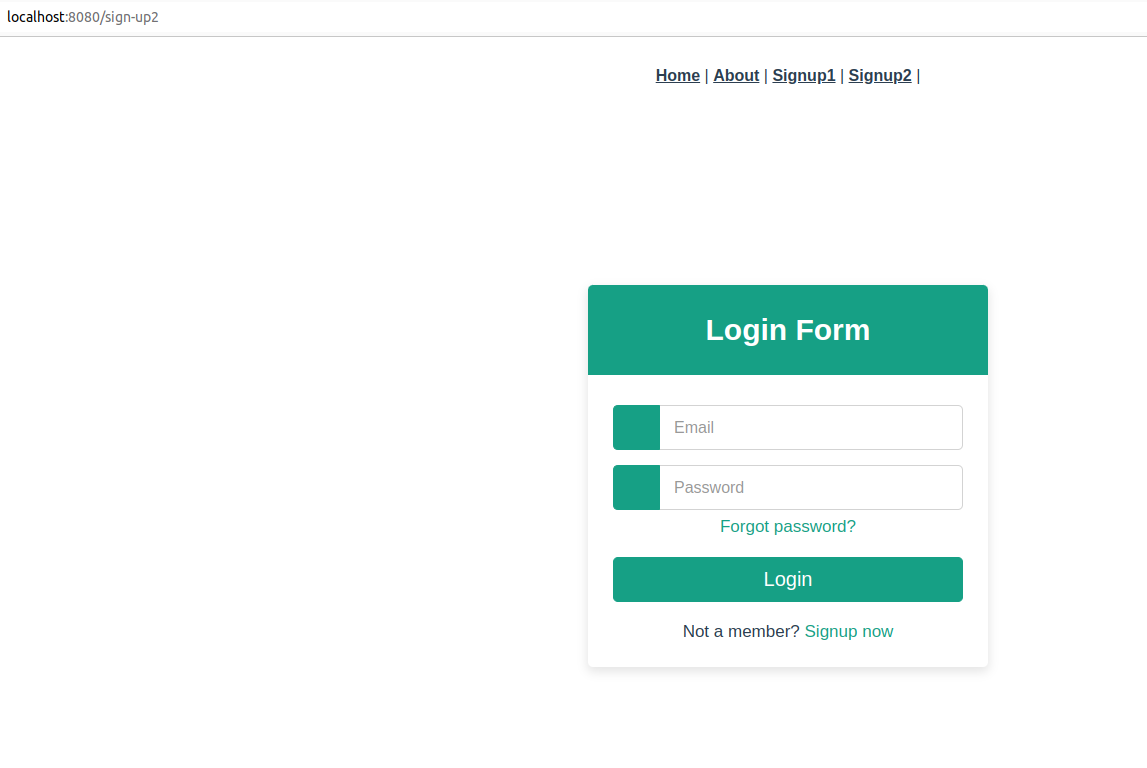 localhost:8080/sign-up2
Home | About | Signup1 | Signup2 |
Login Form
Email
Password
Forgot password?
Login
Not a member? Signup now